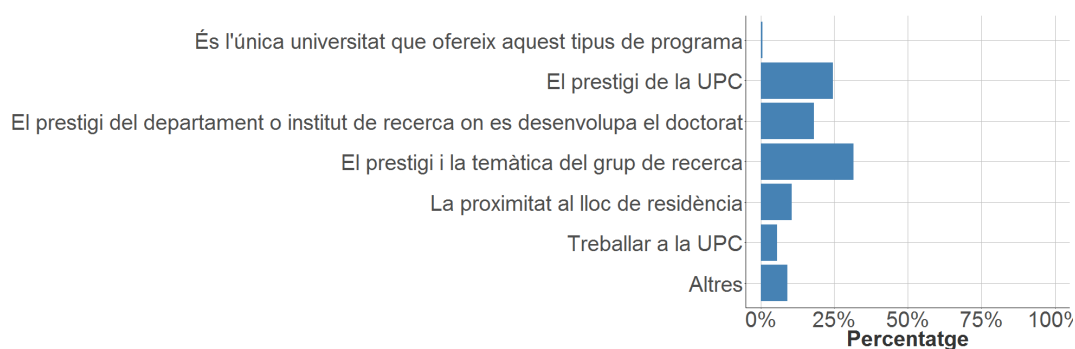 És l'única universitat que ofereix aquest tipus de programa
El prestigi de la UPC
El prestigi del departament o institut de recerca on es desenvolupa el doctorat
El prestigi i la temàtica del grup de recerca
La proximitat al lloc de residència
Treballar a la UPC
Altres
0% 25% 50% 75% 100%
Percentatge